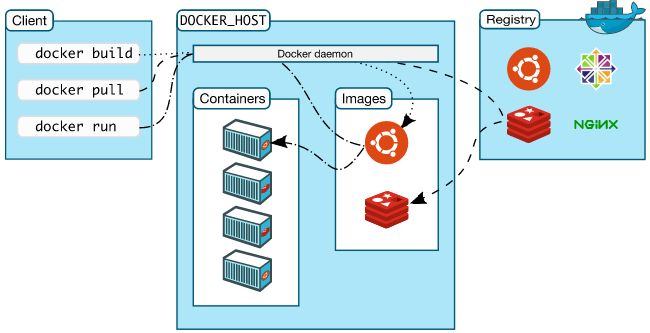 Client
docker build
docker pull
docker run
DOCKER_HOST
Docker daemon
Containers
Images
Registry
NGINX